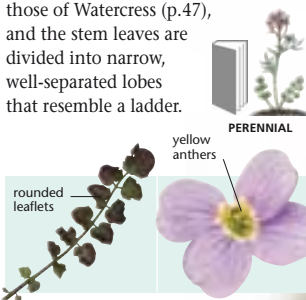 those of Watercress (p.47),
and the stem leaves are
divided into narrow,
well-separated lobes
that resemble a ladder.
PERENNIAL
yellow
anthers
rounded
leaflets